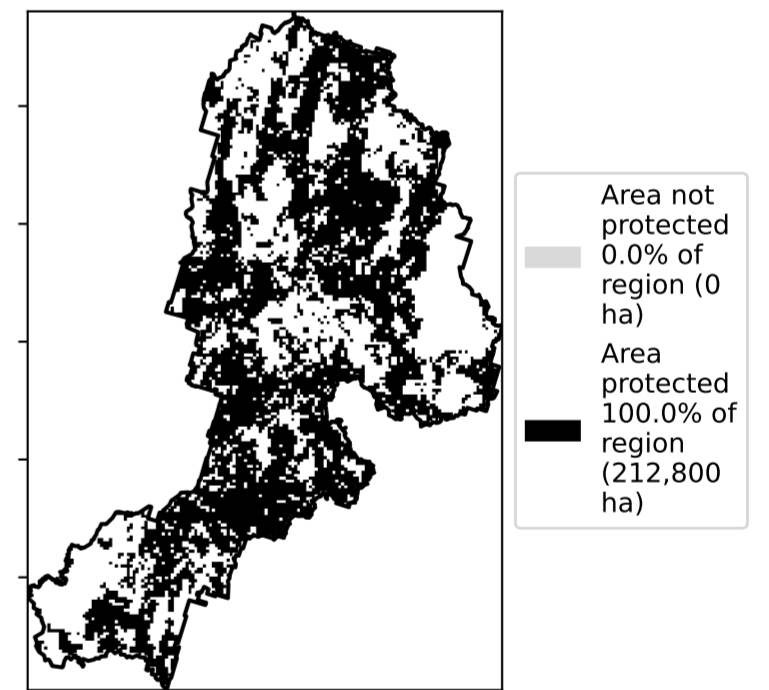 Area not
protected
0.0% of
region (0
ha)
Area
protected
100.0% of
region
(212,800
ha)